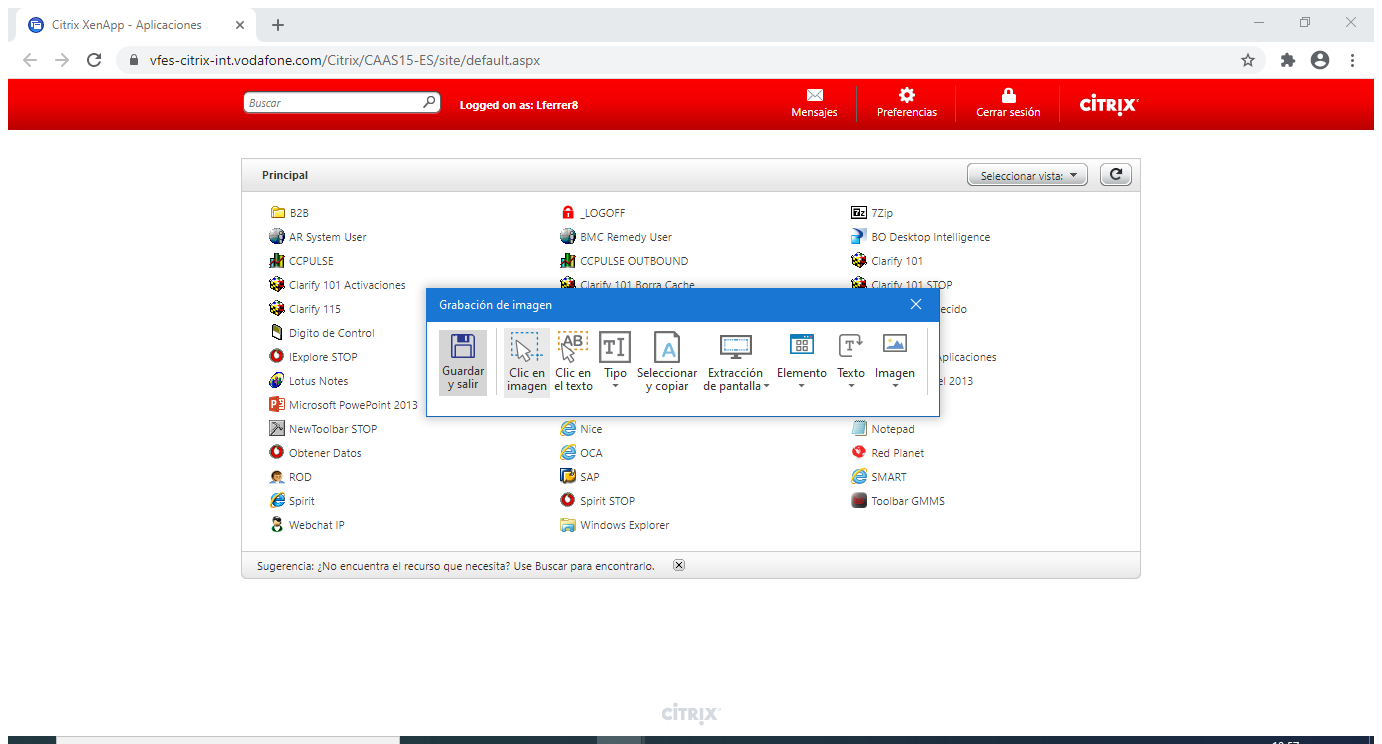 Citrix XenApp - Aplicaciones
vfes-citrix-int.vodafone.com/Citrix/CAAS15-ES/site/default.aspx
Buscar
Logged on as: Lferrer8
Mensajes
Preferencias
Cerrar sesión
CİTRIX
Principal
Seleccionar vista:
B2B
_LOGOFF
7Zip
AR System User
BMC Remedy User
BO Desktop Intelligence
CCPULSE
CCPULSE OUTBOUND
Clarify 101
Clarify 101 Activaciones
Clarify 101 Borra Cache
Clarify 101 STOP
Clarify 115
ecido
Digito de Control
IExplore STOP
plicaciones
Lotus Notes
el 2013
Microsoft PowePoint 2013
NewToolbar STOP
Nice
Notepad
Obtener Datos
OCA
Red Planet
ROD
SAP
SMART
Spirit
Spirit STOP
Toolbar GMMS
Webchat IP
Windows Explorer
Grabación de imagen
Guardar
y salir
Clic en
imagen
AB
Clic en
el texto
Tipo
Seleccionar
y copiar
Extracción
de pantalla
Elemento
Texto
Imagen
Sugerencia: ¿No encuentra el recurso que necesita? Use Buscar para encontrarlo.
CİTRIX